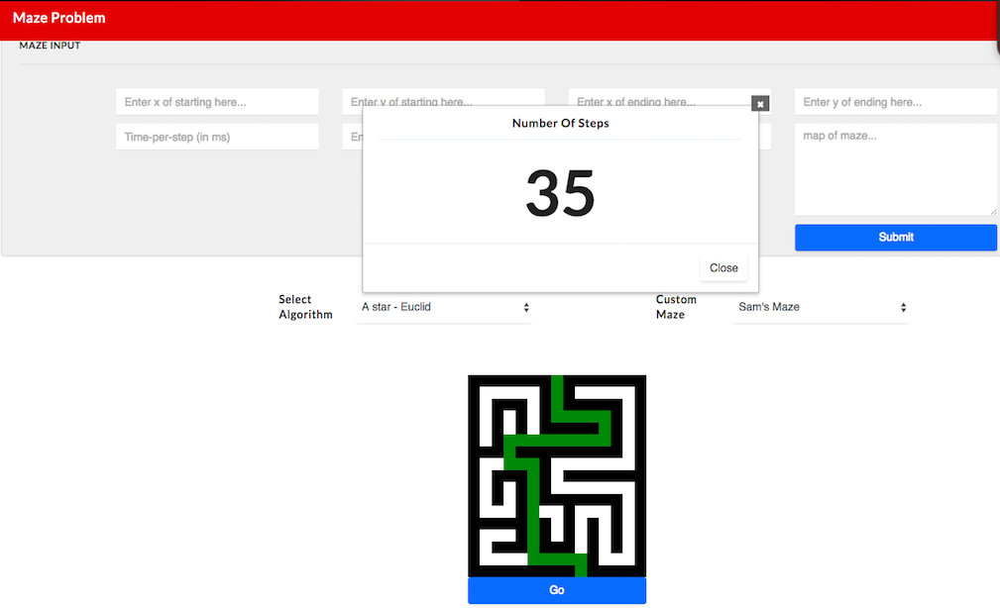 Maze Problem
MAZE INPUT
Enter x of starting here...
Enter y of starting here...
Enter x of ending here...
Enter y of ending here...
Time-per-step (in ms)
En
map of maze...
Number Of Steps
35
Submit
Close
Select
Algorithm
A star - Euclid
Custom
Maze
Sam's Maze
Go